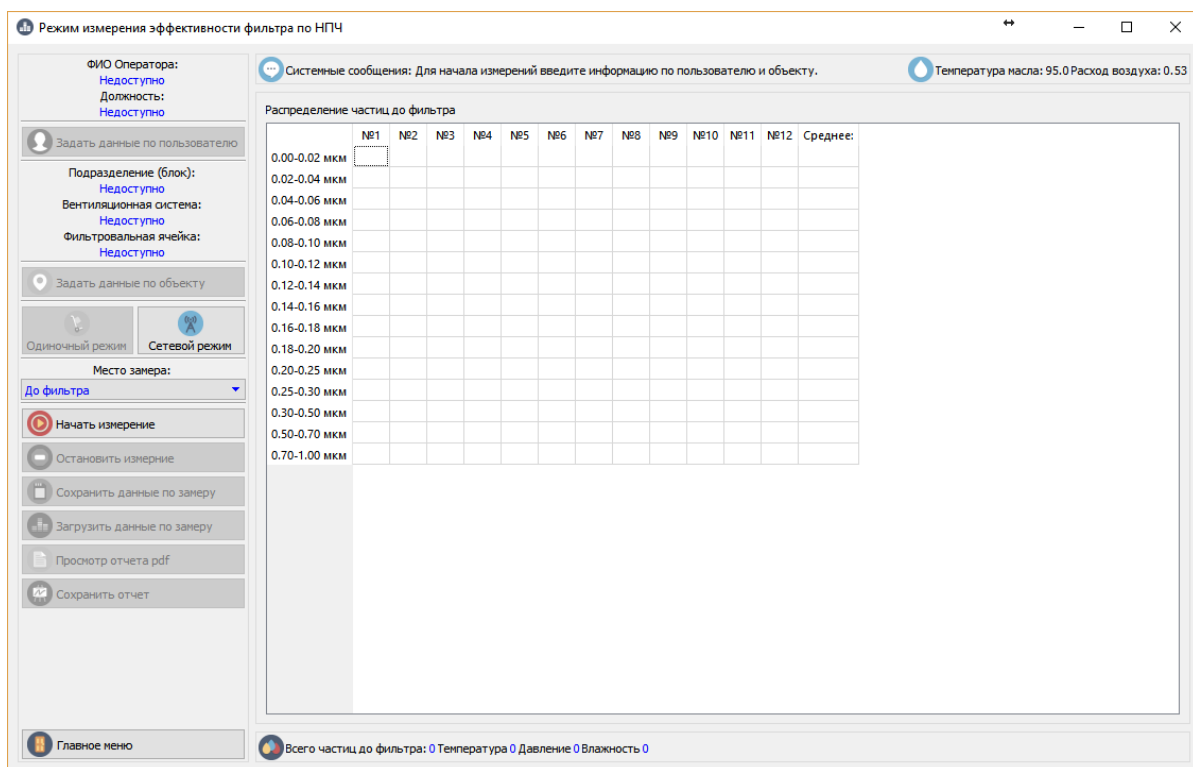 Режим измерения эффективности фильтра по НПЧ
ФИО Оператора:
Недоступно
Должность:
Недоступно
Задать данные по пользователю
Подразделение (блок):
Недоступно
Вентиляционная система:
Недоступно
Фильтровальная ячейка:
Недоступно
Задать данные по объекту
Одиночный режим Сетевой режим
Место замера:
До фильтра
Начать измерение
Остановить измерние
Сохранить данные по замеру
Загрузить данные по замеру
Просмотр отчета pdf
Сохранить отчет
Главное меню
Системные сообщения: Для начала измерений введите информацию по пользователю и объекту.
Температура масла: 95.0 Расход воздуха: 0.53
Распределение частиц до фильтра
№1 №2 №3 №4 №5 №6 №7 №8 №9 №10 №11 №12 Среднее:
0.00-0.02 мкм
0.02-0.04 мкм
0.04-0.06 мкм
0.06-0.08 мкм
0.08-0.10 мкм
0.10-0.12 мкм
0.12-0.14 мкм
0.14-0.16 мкм
0.16-0.18 мкм
0.18-0.20 мкм
0.20-0.25 мкм
0.25-0.30 мкм
0.30-0.50 мкм
0.50-0.70 мкм
0.70-1.00 мкм
Всего частиц до фильтра: 0 Температура 0 Давление 0 Влажность 0